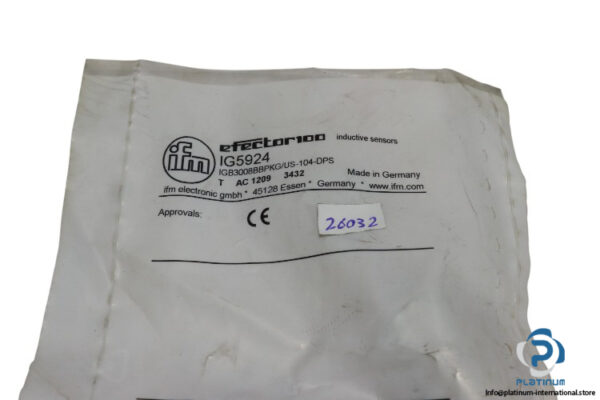 ifm
efector100 inductive sensors
IG5924
IGB3008BBPKG/US-104-DPS
T AC 1209 3432 Made in Germany
ifm electronic gmbh * 45128 Essen * Germany * www.ifm.com
Approvals: CE 26032
PLATINUM
info@platinum-international.store